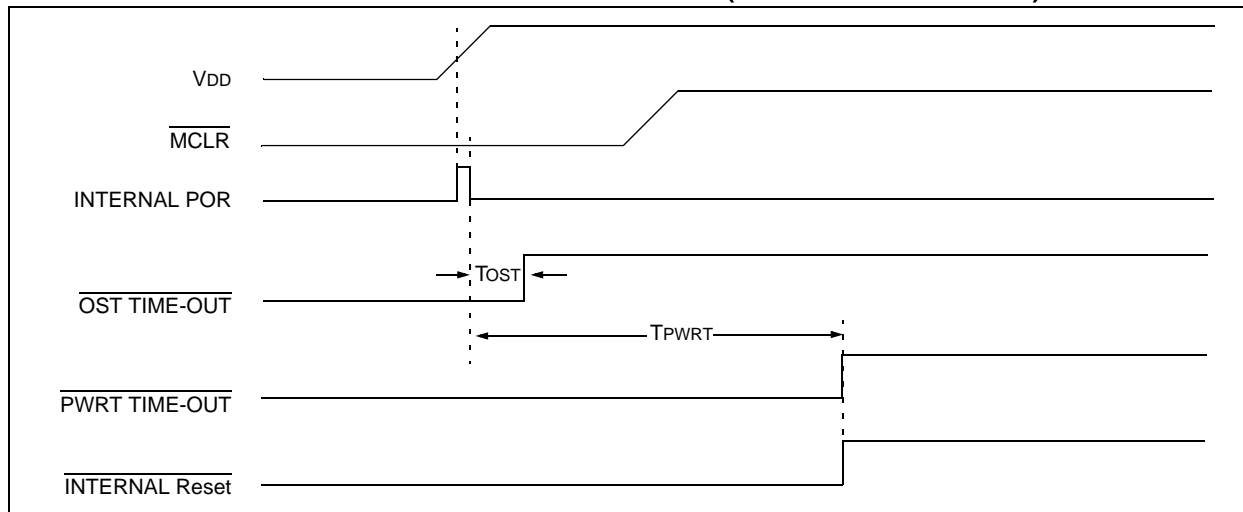 VDD
MCLR
INTERNAL POR
TOST
OST TIME-OUT
TPWRT
PWRT TIME-OUT
INTERNAL Reset